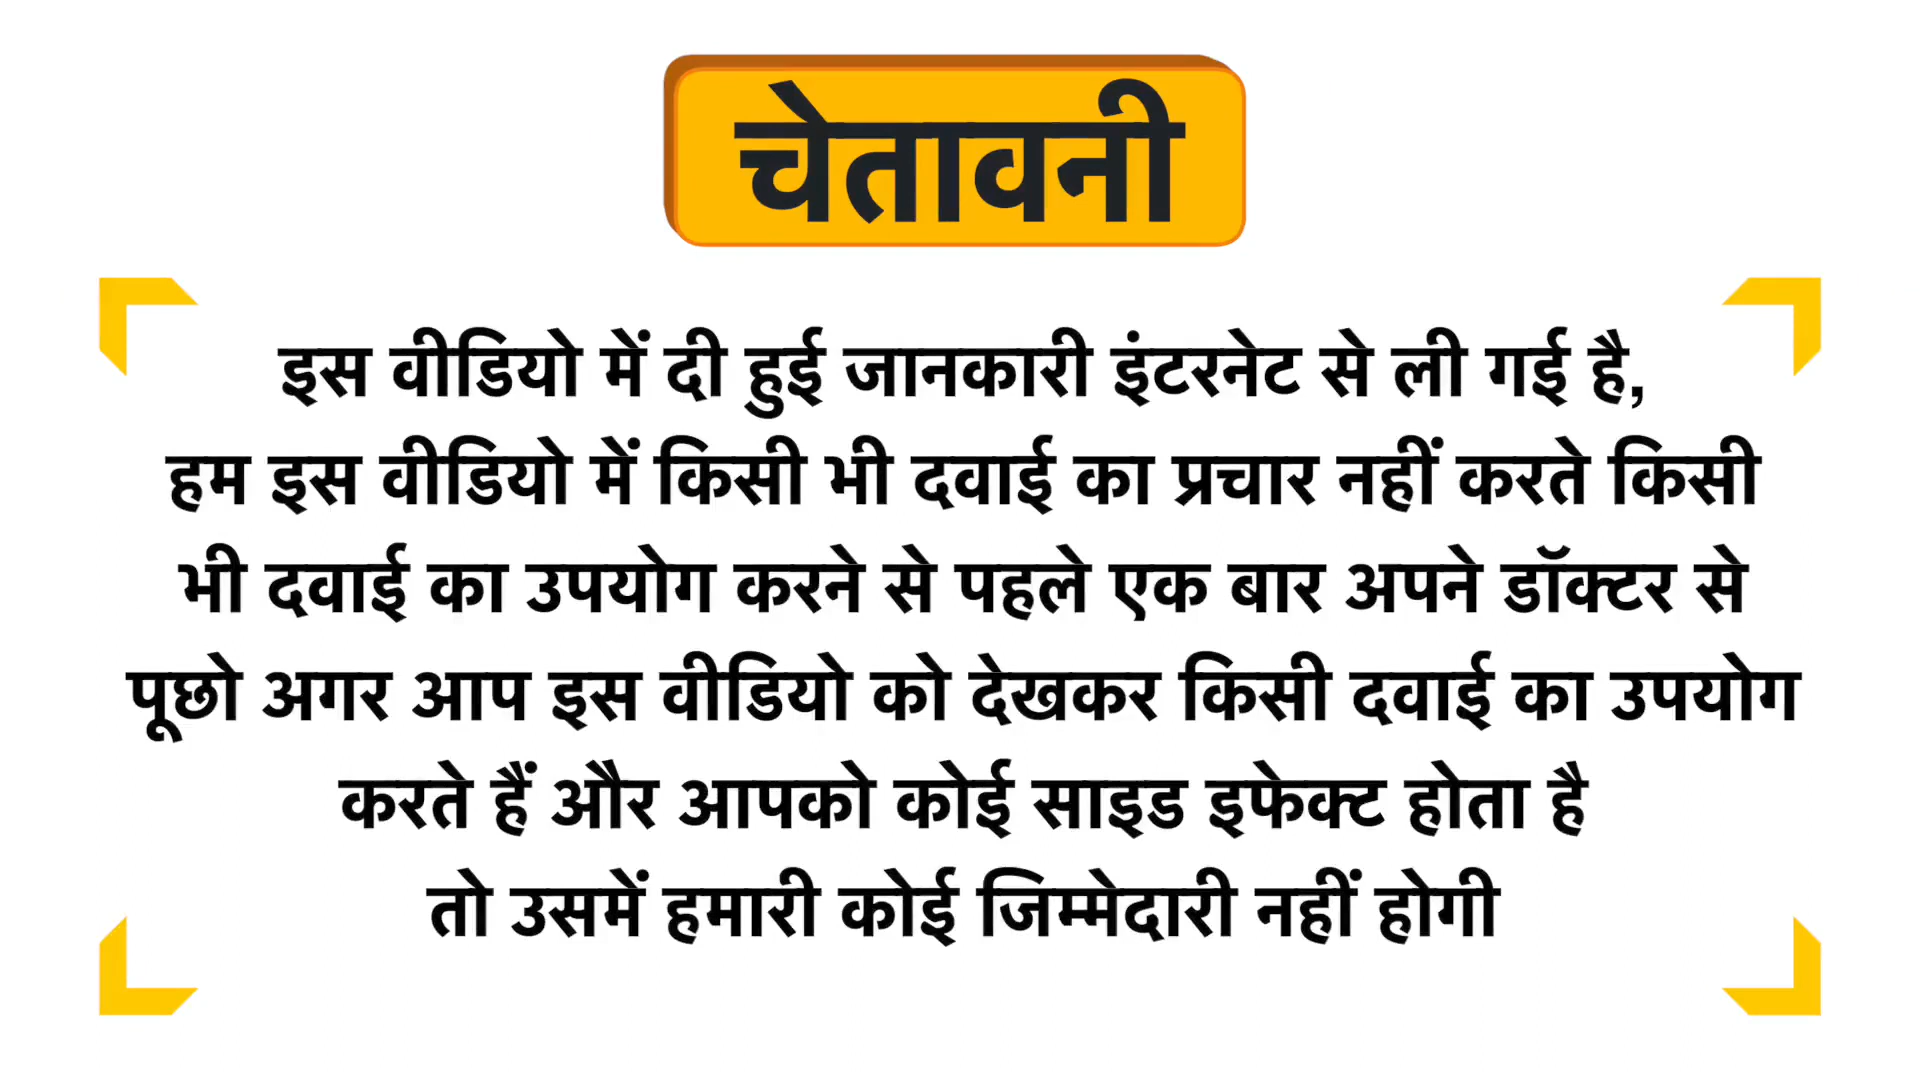 चेतावनी
इस वीडियो में दी हुई जानकारी इंटरनेट से ली गई है,
हम इस वीडियो में किसी भी दवाई का प्रचार नहीं करते किसी
भी दवाई का उपयोग करने से पहले एक बार अपने डॉक्टर से
पूछो अगर आप इस वीडियो को देखकर किसी दवाई का उपयोग
करते हैं और आपको कोई साइड इफेक्ट होता है
तो उसमें हमारी कोई जिम्मेदारी नहीं होगी